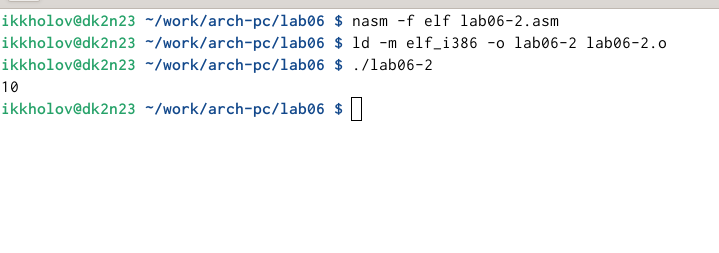 ikkholov@dk2n23 ~/work/arch-pc/lab06 $ nasm -f elf lab06-2.asm
ikkholov@dk2n23 ~/work/arch-pc/lab06 $ ld -m elf_i386 -o lab06-2 lab06-2.o
ikkholov@dk2n23 ~/work/arch-pc/lab06 $ ./lab06-2
10
ikkholov@dk2n23 ~/work/arch-pc/lab06 $